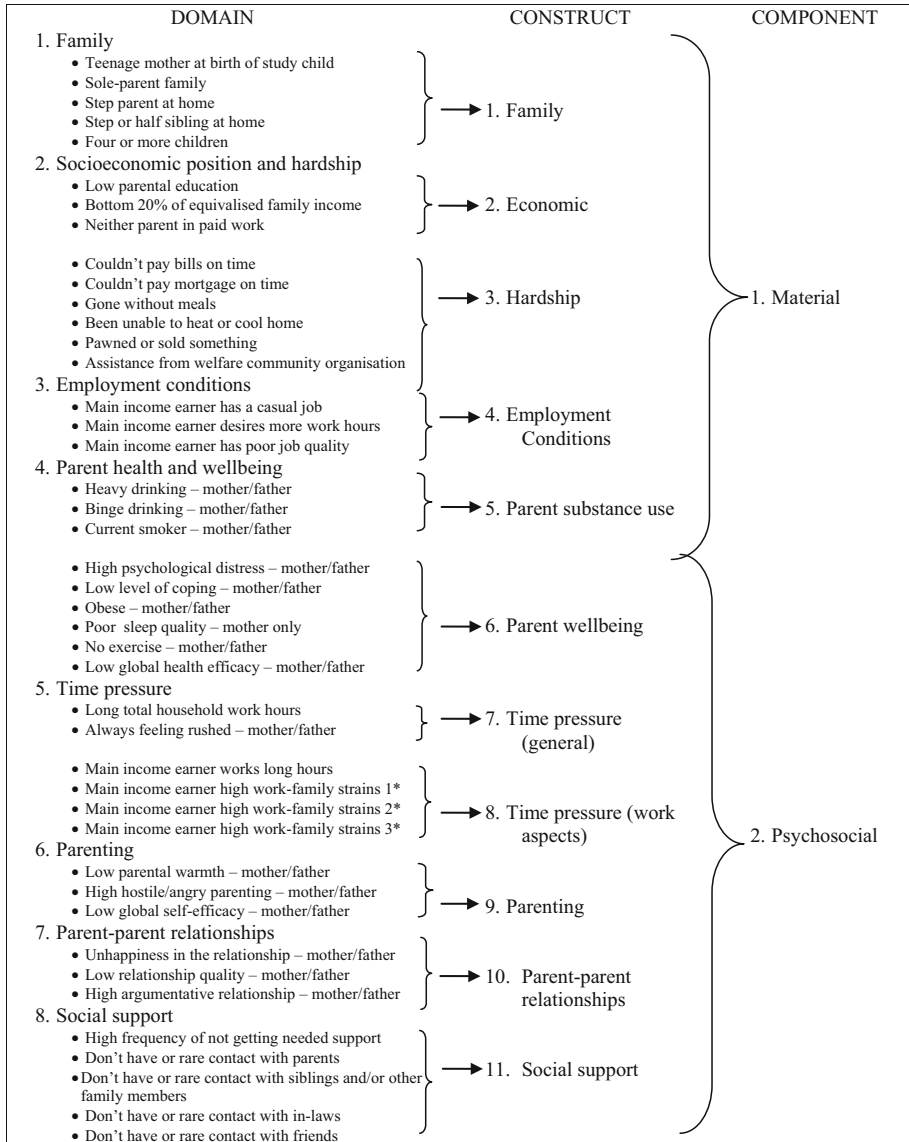 DOMAIN CONSTRUCT COMPONENT
1. Family
• Teenage mother at birth of study child
• Sole-parent family
• Step parent at home
• Step or half sibling at home
• Four or more children
1. Family
2. Socioeconomic position and hardship
• Low parental education
• Bottom 20% of equivalised family income
• Neither parent in paid work
2. Economic
• Couldn't pay bills on time
• Couldn't pay mortgage on time
• Gone without meals
• Been unable to heat or cool home
• Pawned or sold something
• Assistance from welfare community organisation
3. Hardship
1. Material
3. Employment conditions
• Main income earner has a casual job
• Main income earner desires more work hours
• Main income earner has poor job quality
4. Employment
Conditions
4. Parent health and wellbeing
• Heavy drinking – mother/father
• Binge drinking – mother/father
• Current smoker – mother/father
5. Parent substance use
• High psychological distress – mother/father
• Low level of coping – mother/father
• Obese – mother/father
• Poor sleep quality – mother only
• No exercise – mother/father
• Low global health efficacy – mother/father
6. Parent wellbeing
5. Time pressure
• Long total household work hours
• Always feeling rushed – mother/father
7. Time pressure
(general)
• Main income earner works long hours
• Main income earner high work-family strains 1*
• Main income earner high work-family strains 2*
• Main income earner high work-family strains 3*
8. Time pressure (work
aspects)
2. Psychosocial
6. Parenting
• Low parental warmth – mother/father
• High hostile/angry parenting – mother/father
• Low global self-efficacy – mother/father
9. Parenting
7. Parent-parent relationships
• Unhappiness in the relationship – mother/father
• Low relationship quality – mother/father
• High argumentative relationship – mother/father
10. Parent-parent
relationships
8. Social support
• High frequency of not getting needed support
• Don't have or rare contact with parents
• Don't have or rare contact with siblings and/or other
family members
• Don't have or rare contact with in-laws
• Don't have or rare contact with friends
11. Social support